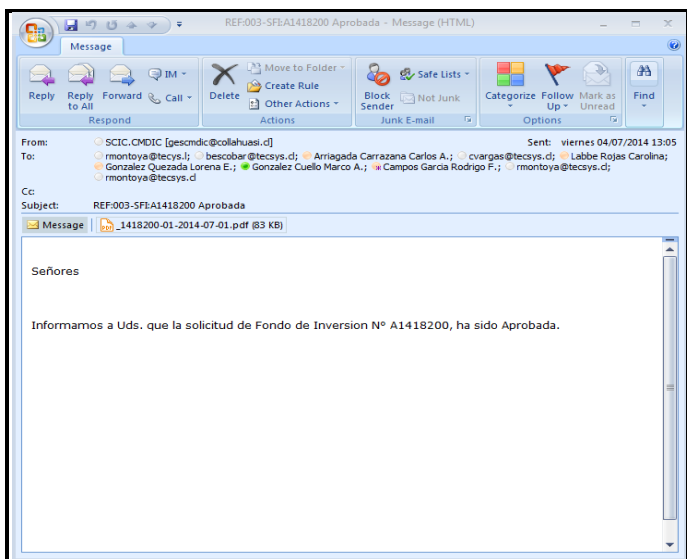 REF:003-SFI:A1418200 Aprobada - Message (HTML)
Message
Reply
Reply to All
Forward
IM
Call
Respond
Delete
Move to Folder
Create Rule
Other Actions
Actions
Block Sender
Safe Lists
Not Junk
Junk E-mail
Categorize
Follow Up
Mark as Unread
Options
Find
From: SCIC.CMDIC [gescmdic@collahuasi.cl] Sent: viernes 04/07/2014 13:05
To: rmontoya@tecys.l; bescobar@tecsys.cl; Arriagada Carrazana Carlos A.; cvargas@tecsys.cl; Labbe Rojas Carolina;
Gonzalez Quezada Lorena E.; Gonzalez Cuello Marco A.; Campos Garcia Rodrigo F.; rmontoya@tecsys.cl;
rmontoya@tecsys.cl
Cc:
Subject: REF:003-SFI:A1418200 Aprobada
Message _1418200-01-2014-07-01.pdf (83 KB)
Señores
Informamos a Uds. que la solicitud de Fondo de Inversion Nº A1418200, ha sido Aprobada.